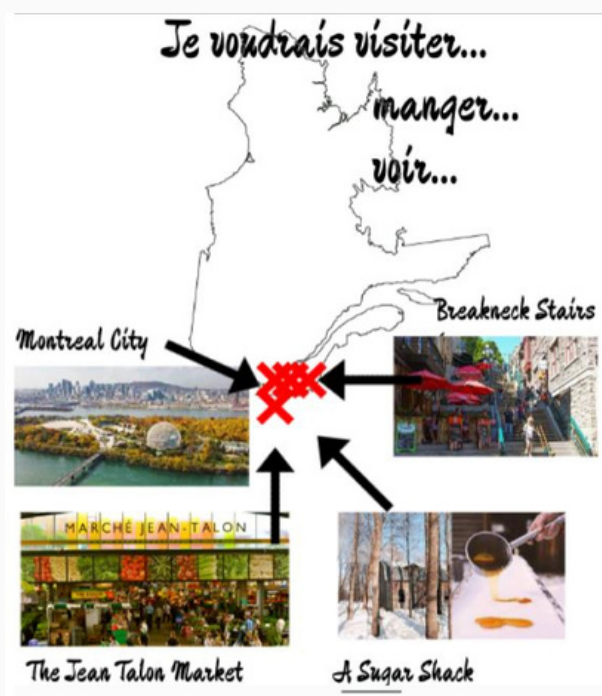 Je voudrais visiter...
manger...
voir...
Breakneck Stairs
Montreal City
MARCHÉ JEAN-TALON
The Jean Talon Market
A Sugar Shack